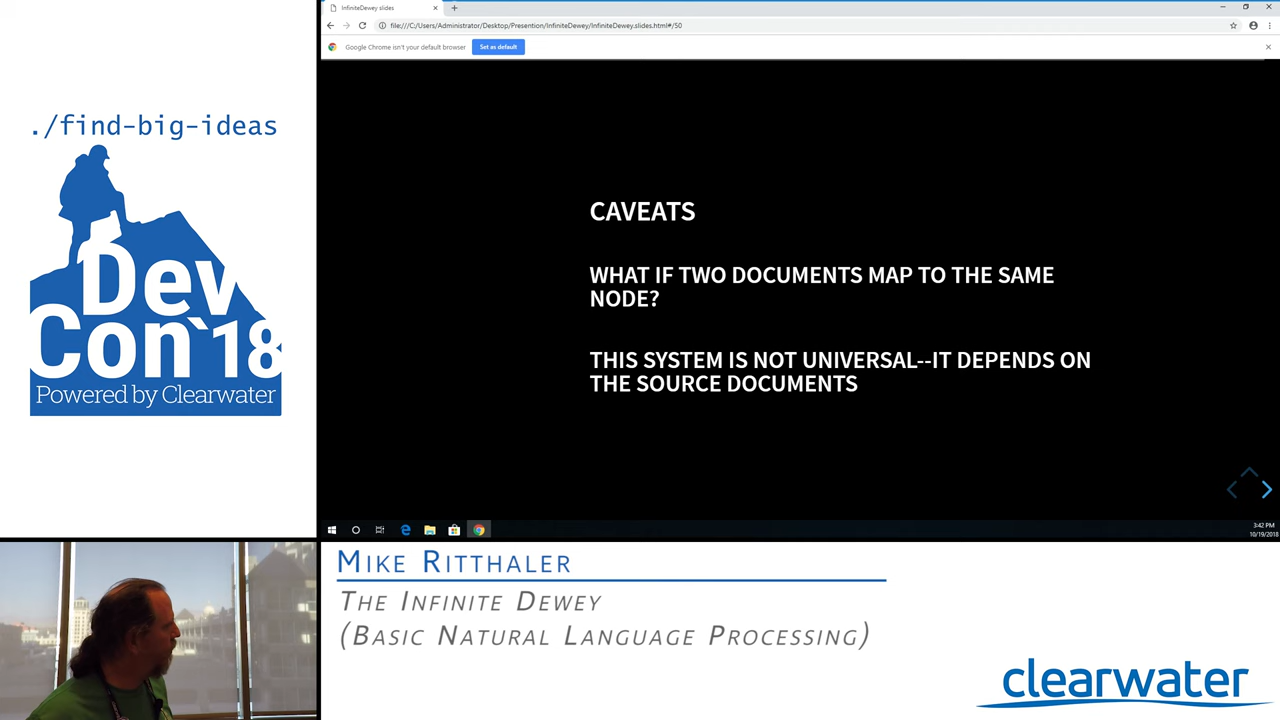 ./find-big-ideas
Dev
Con`18
Powered by Clearwater
InfiniteDewey slides
file:///C:/Users/Administrator/Desktop/Presention/InfiniteDewey/InfiniteDewey.slides.html#/50
Google Chrome isn't your default browser
Set as default
CAVEATS
WHAT IF TWO DOCUMENTS MAP TO THE SAME
NODE?
THIS SYSTEM IS NOT UNIVERSAL--IT DEPENDS ON
THE SOURCE DOCUMENTS
3:42 PM
10/19/2018
MIKE RITTHALER
THE INFINITE DEWEY
(BASIC NATURAL LANGUAGE PROCESSING)
clearwater